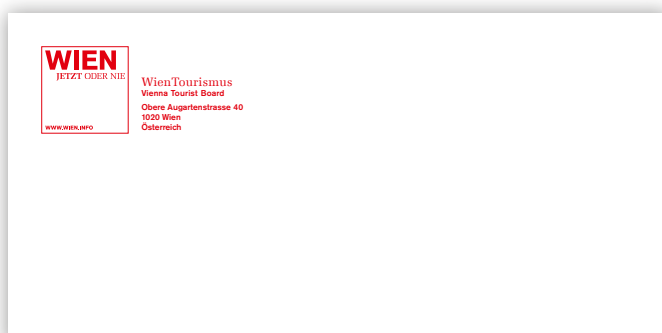 WIEN
JETZT ODER NIE
WWW.WIEN.INFO
WienTourismus
Vienna Tourist Board
Obere Augartenstrasse 40
1020 Wien
Österreich